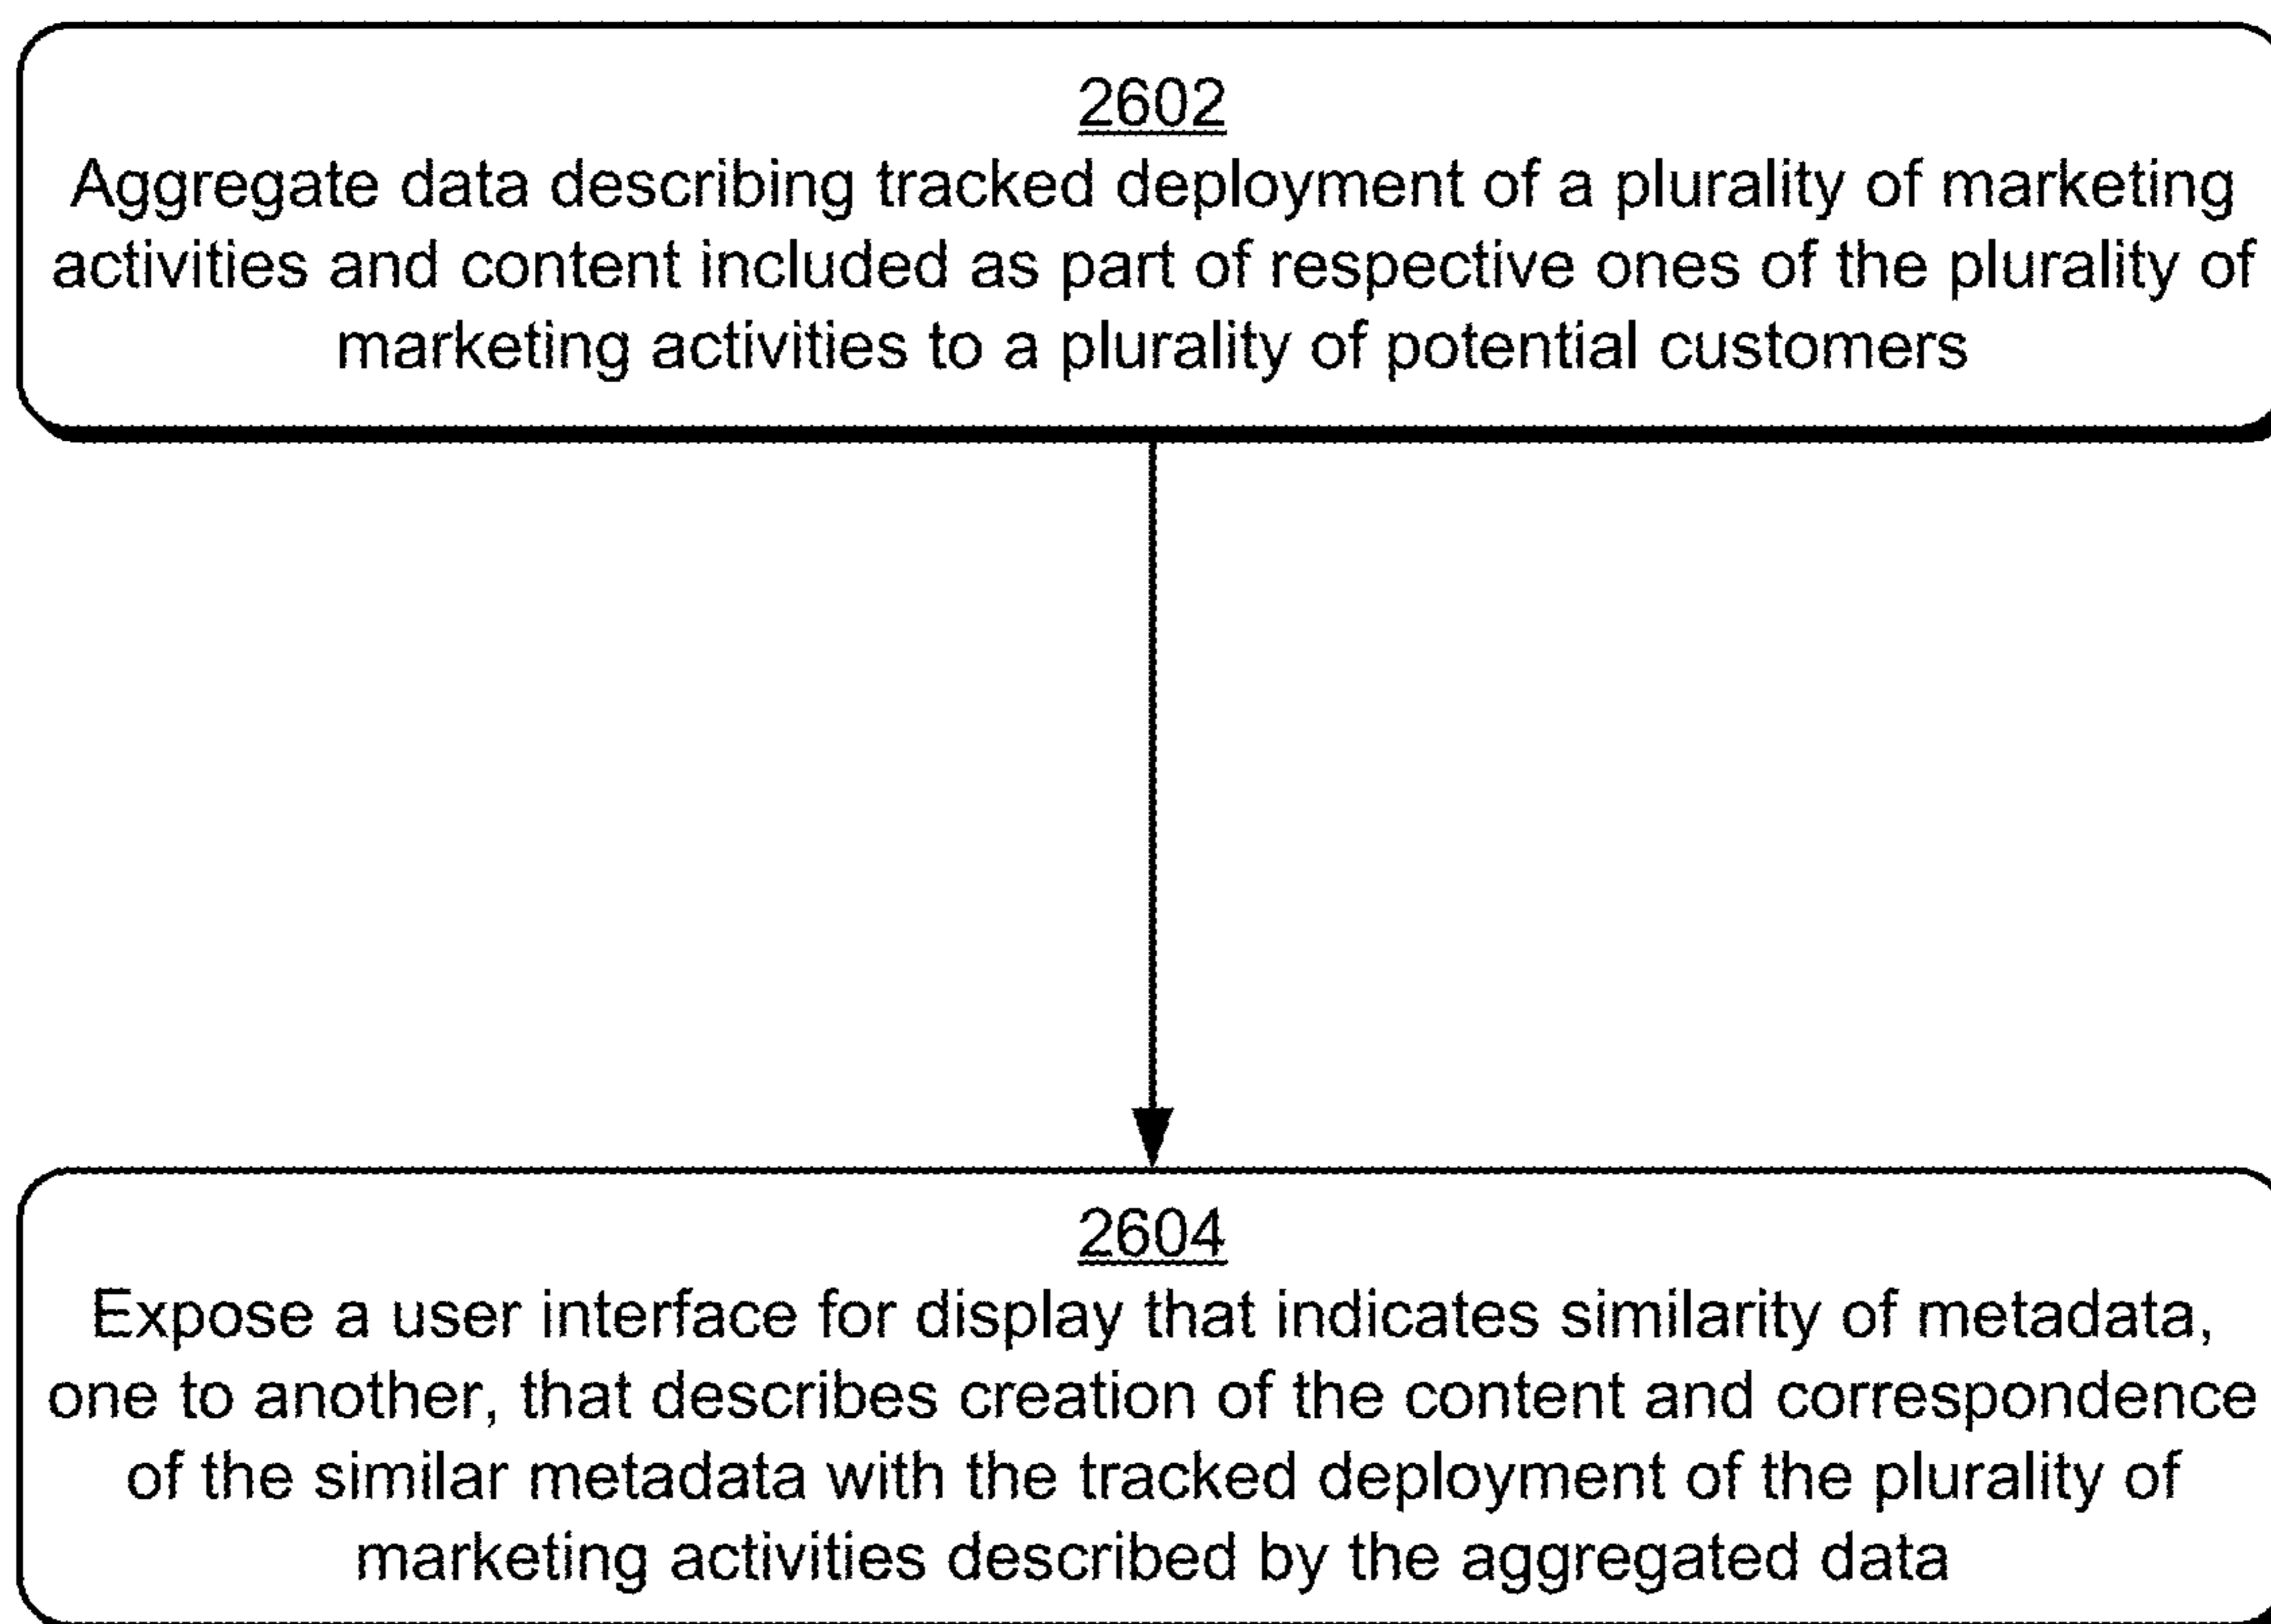 2602
Aggregate data describing tracked deployment of a plurality of marketing
activities and content included as part of respective ones of the plurality of
marketing activities to a plurality of potential customers
2604
Expose a user interface for display that indicates similarity of metadata,
one to another, that describes creation of the content and correspondence
of the similar metadata with the tracked deployment of the plurality of
marketing activities described by the aggregated data